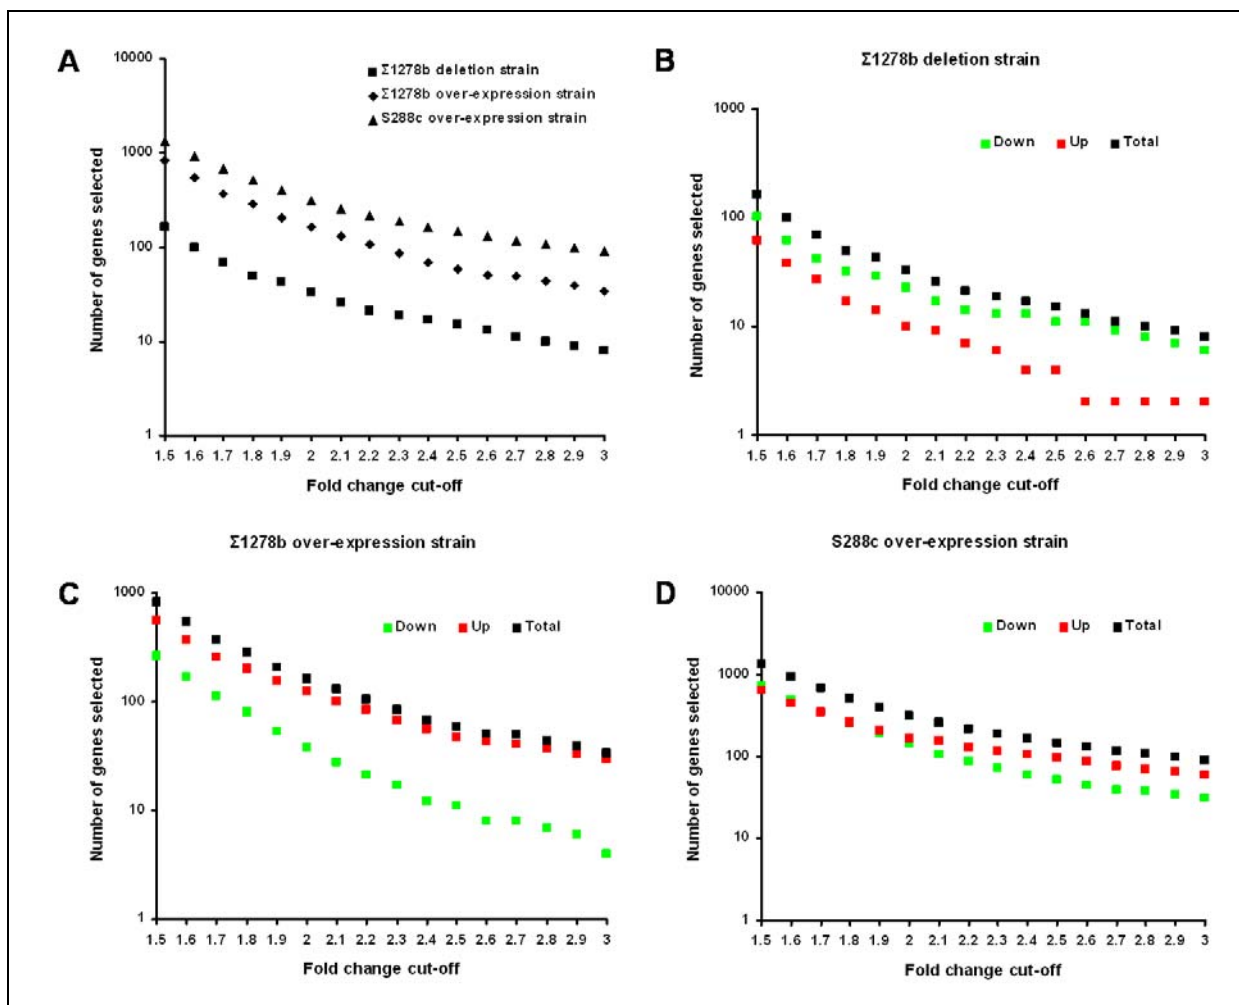 A
10000
1000
100
10
1
Number of genes selected
Σ1278b deletion strain
Σ1278b over-expression strain
S288c over-expression strain
1.5 1.6 1.7 1.8 1.9 2 2.1 2.2 2.3 2.4 2.5 2.6 2.7 2.8 2.9 3
Fold change cut-off
B
Σ1278b deletion strain
1000
100
10
1
Number of genes selected
Down Up Total
1.5 1.6 1.7 1.8 1.9 2 2.1 2.2 2.3 2.4 2.5 2.6 2.7 2.8 2.9 3
Fold change cut-off
Σ1278b over-expression strain
C
1000
100
10
1
Number of genes selected
Down Up Total
1.5 1.6 1.7 1.8 1.9 2 2.1 2.2 2.3 2.4 2.5 2.6 2.7 2.8 2.9 3
Fold change cut-off
S288c over-expression strain
D
10000
1000
100
10
1
Number of genes selected
Down Up Total
1.5 1.6 1.7 1.8 1.9 2 2.1 2.2 2.3 2.4 2.5 2.6 2.7 2.8 2.9 3
Fold change cut-off